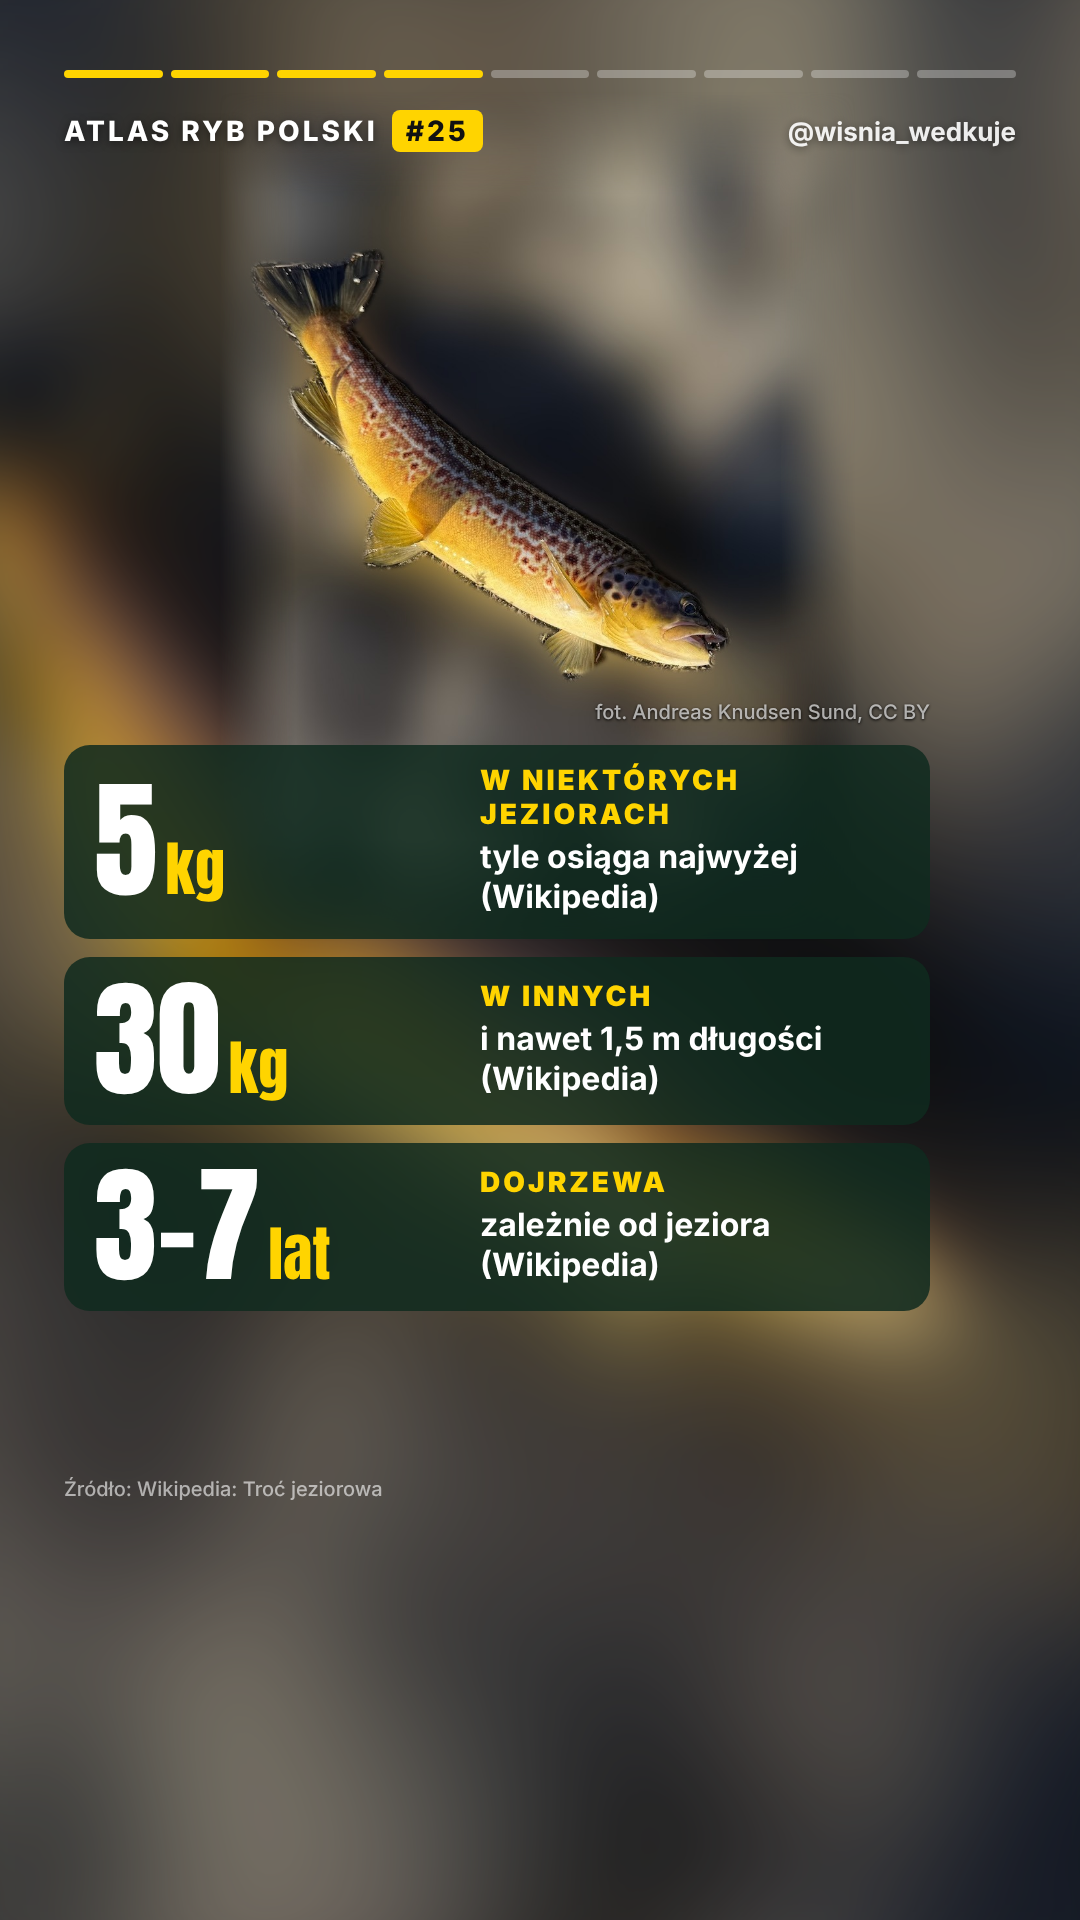 ATLAS RYB POLSKI #25
@wisnia_wedkuje
fot. Andreas Knudsen Sund, CC BY
5 kg
W NIEKTÓRYCH
JEZIORACH
tyle osiąga najwyżej
(Wikipedia)
30 kg
W INNYCH
i nawet 1,5 m długości
(Wikipedia)
3-7 lat
DOJRZEWA
zależnie od jeziora
(Wikipedia)
Źródło: Wikipedia: Troć jeziorowa